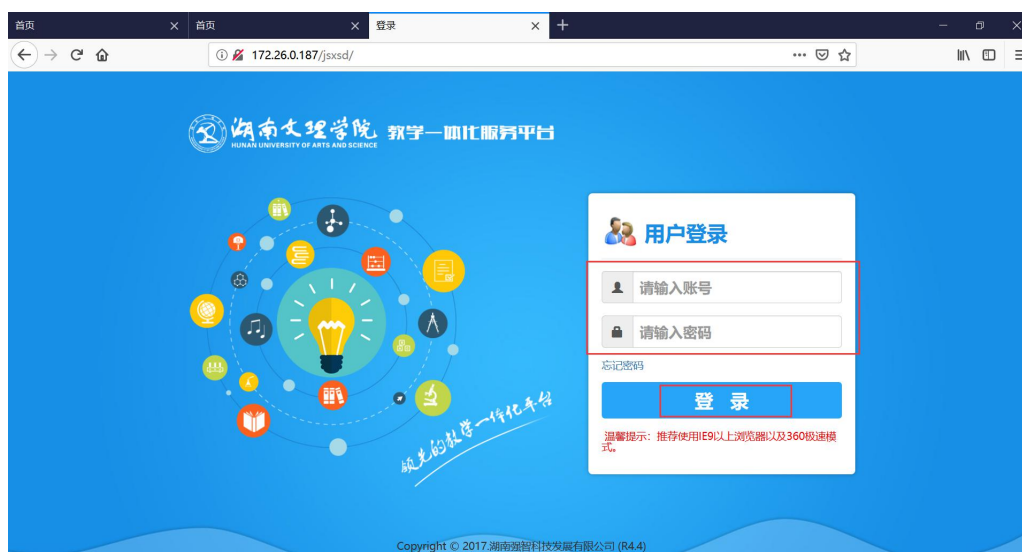 首页
首页
登录
172.26.0.187/jsxsd/
湖南文理学院 教学一体化服务平台
HUNAN UNIVERSITY OF ARTS AND SCIENCE
用户登录
请输入账号
请输入密码
忘记密码
登 录
温馨提示：推荐使用IE9以上浏览器以及360极速模
式。
领先的教学一体化平台
Copyright © 2017.湖南强智科技发展有限公司 (R4.4)